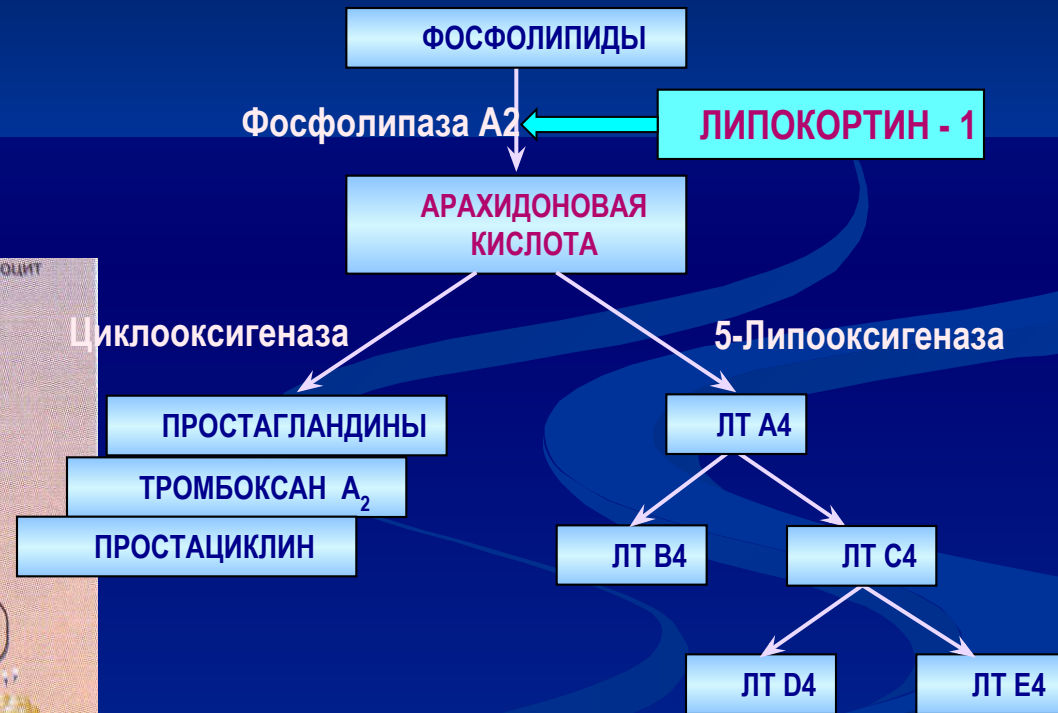 ФОСФОЛИПИДЫ
Фосфолипаза А2
ЛИПОКОРТИН - 1
АРАХИДОНОВАЯ
КИСЛОТА
Циклооксигеназа
5-Липооксигеназа
ПРОСТАГЛАНДИНЫ
ЛТ А4
ТРОМБОКСАН А2
ПРОСТАЦИКЛИН
ЛТ В4
ЛТ С4
ЛТ D4
ЛТ Е4